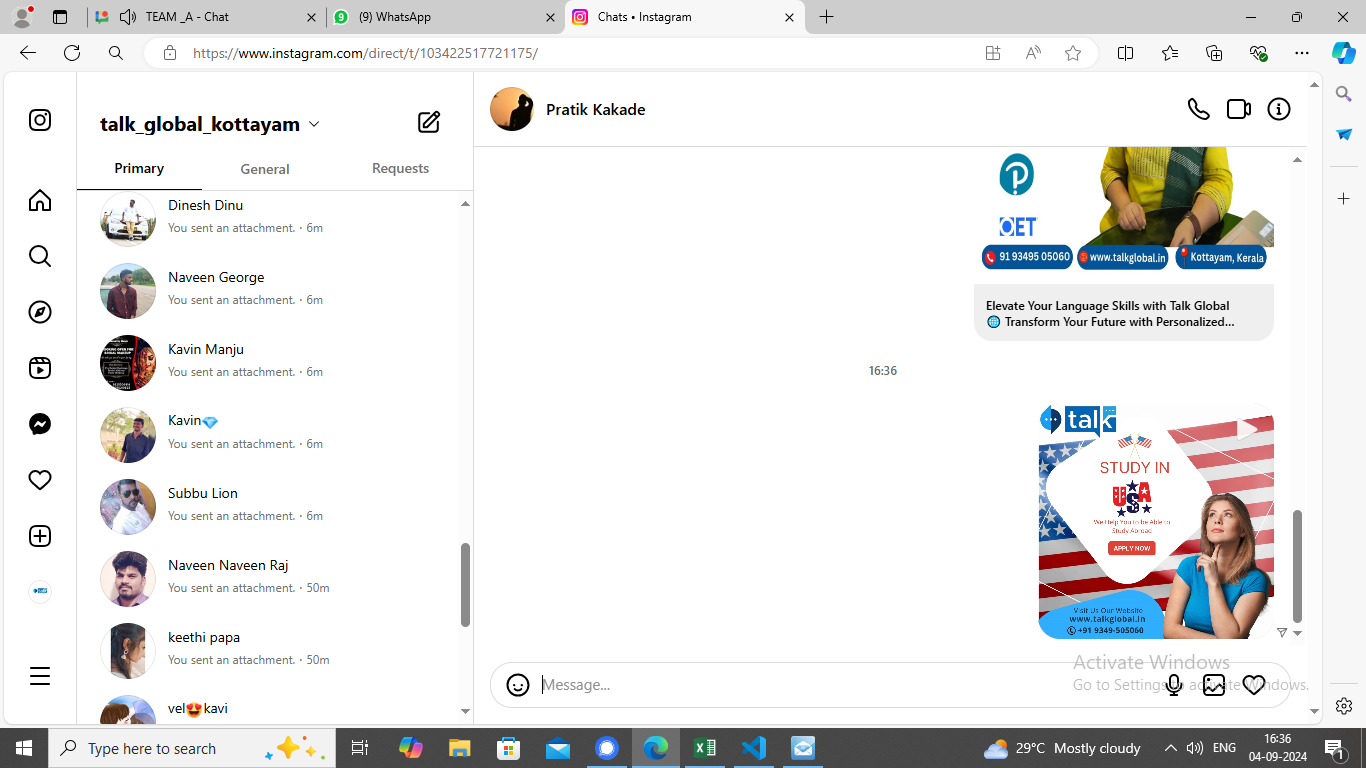 TEAM _A - Chat
(9) WhatsApp
Chats • Instagram
https://www.instagram.com/direct/t/103422517721175/
talk_global_kottayam
Primary
General
Requests
Dinesh Dinu
You sent an attachment. · 6m
Naveen George
You sent an attachment. · 6m
Kavin Manju
You sent an attachment. · 6m
Kavin💎
You sent an attachment. · 6m
Subbu Lion
You sent an attachment. · 6m
Naveen Naveen Raj
You sent an attachment. · 50m
keethi papa
You sent an attachment. · 50m
vel😍kavi
Pratik Kakade
OET
91 93495 05060
www.talkglobal.in
Kottayam, Kerala
Elevate Your Language Skills with Talk Global
🌐 Transform Your Future with Personalized...
16:36
talk
STUDY IN
USA
We Help You to be Able to
Study Abroad
APPLY NOW
Visit Us Our Website
www.talkglobal.in
+91 9349-505060
Message...
Activate Windows
Go to Settings to activate Windows.
Type here to search
29°C Mostly cloudy
ENG
16:36
04-09-2024
1